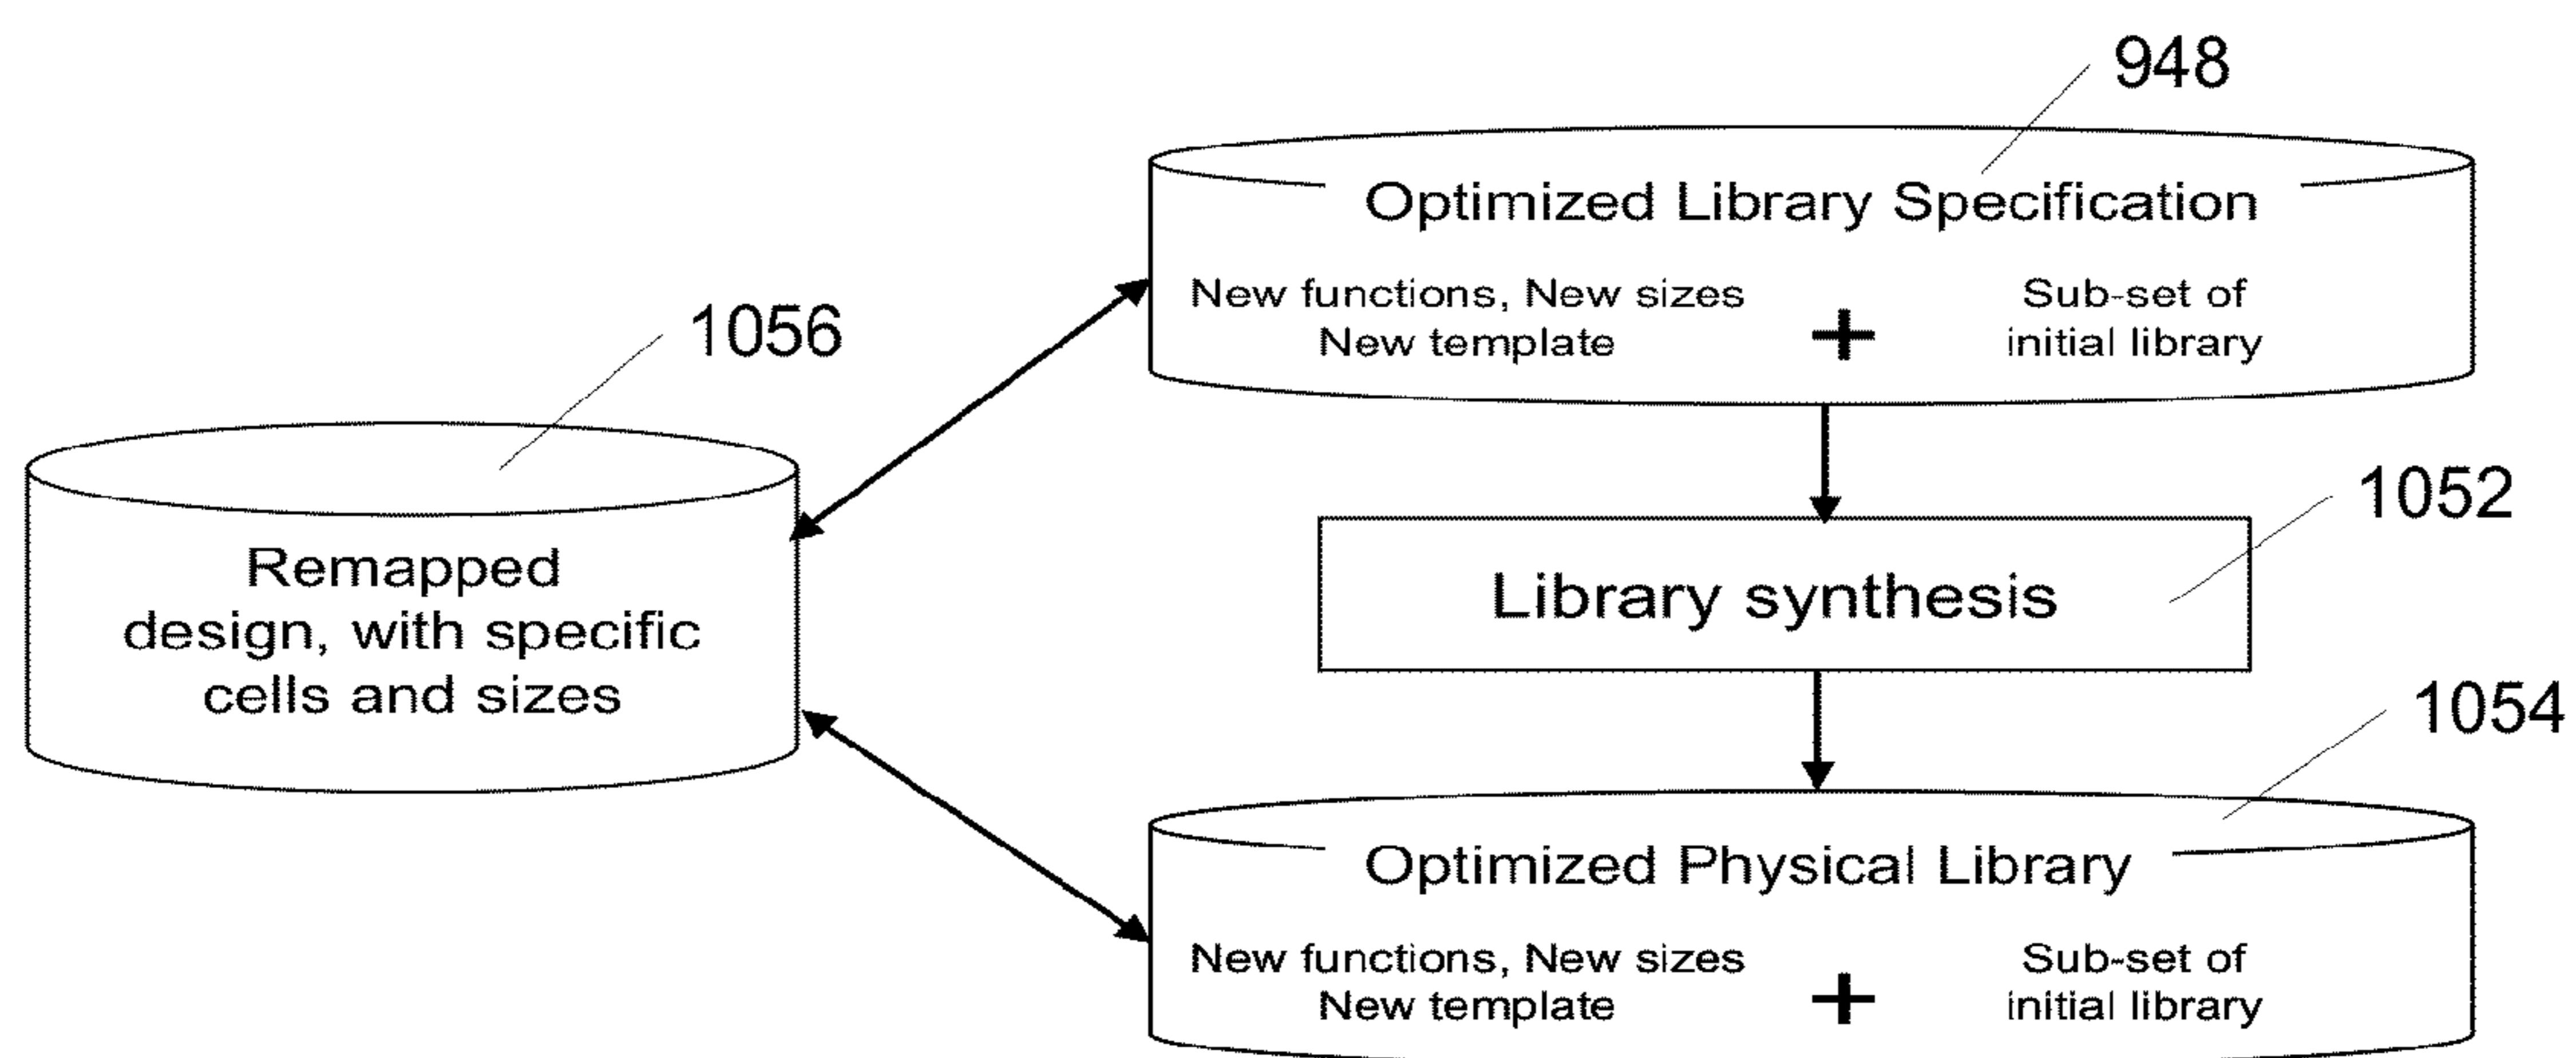 948
Optimized Library Specification
New functions, New sizes
New template
+
Sub-set of
initial library
1056
Remapped
design, with specific
cells and sizes
1052
Library synthesis
1054
Optimized Physical Library
New functions, New sizes
New template
+
Sub-set of
initial library